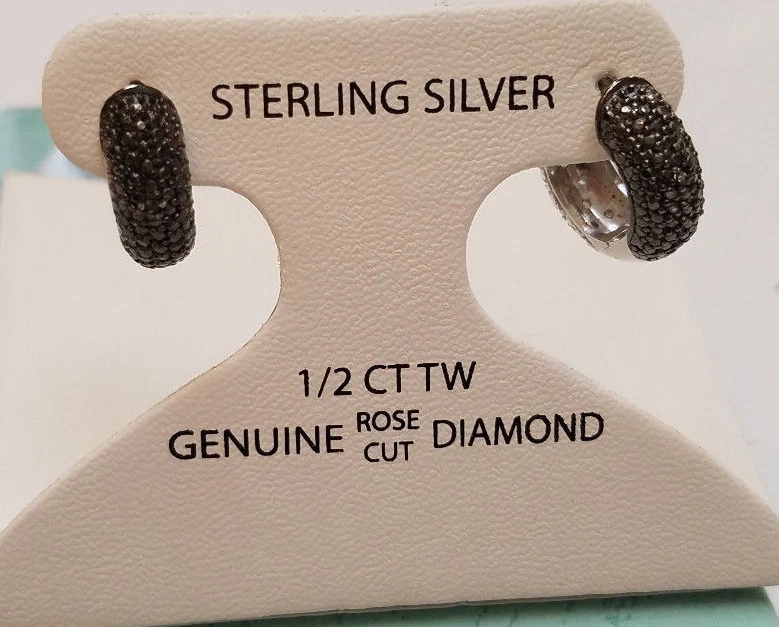 STERLING SILVER
1/2 CT TW
GENUINE ROSE CUT DIAMOND